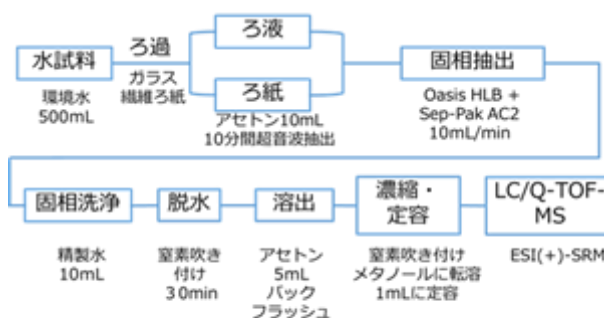 水試料
ろ過
ろ液
ろ紙
固相抽出
環境水
500mL
ガラス
繊維ろ紙
アセトン10mL
10分間超音波抽出
Oasis HLB +
Sep-Pak AC2
10mL/min
固相洗浄
脱水
溶出
濃縮・
定容
LC/Q-TOF-
MS
精製水
10mL
窒素吹き
付け
30min
アセトン
5mL
バック
フラッシュ
窒素吹き付け
メタノールに転溶
1mLに定容
ESI(+)-SRM